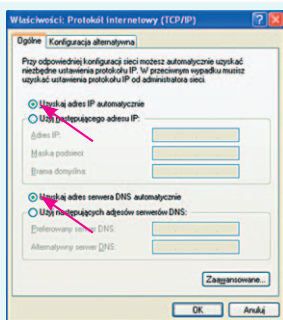 Właściwości: Protokół internetowy (TCP/IP)
Ogólne Konfiguracja alternatywna
Przy odpowiedniej konfiguracji sieci możesz automatycznie uzyskać
niezbędne ustawienia protokołu IP. W przeciwnym wypadku musisz
uzyskać ustawienia protokołu IP od administratora sieci.
Uzyskaj adres IP automatycznie
Użyj następującego adresu IP:
Adres IP:
Maska podsieci:
Brama domyślna:
Uzyskaj adres serwera DNS automatycznie
Użyj następujących adresów serwerów DNS:
Preferowany serwer DNS:
Alternatywny serwer DNS:
Zaawansowane...
OK Anuluj